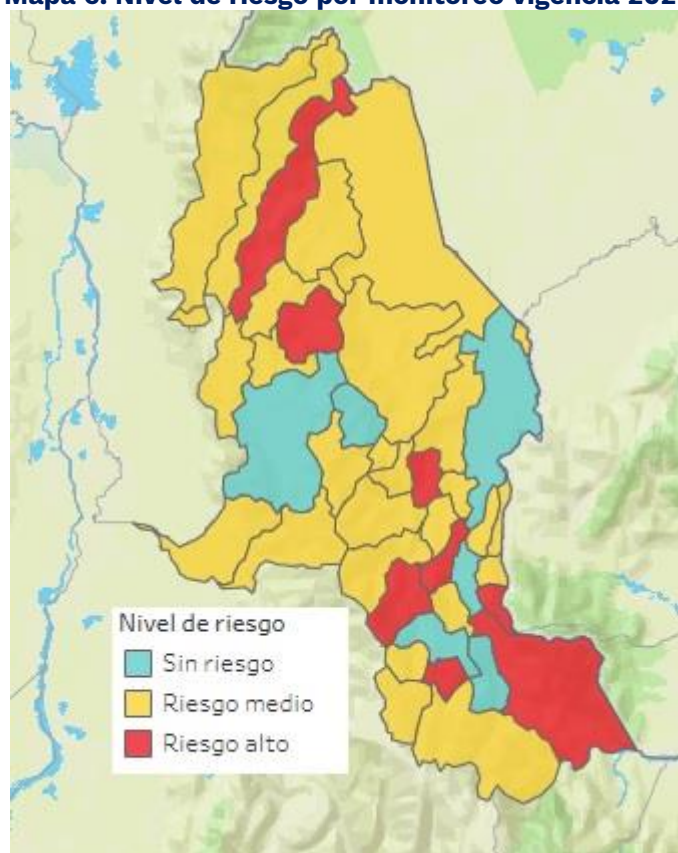 Mapa 6. Nivel de riesgo por monitoreo vigencia 202
Nivel de riesgo
Sin riesgo
Riesgo medio
Riesgo alto